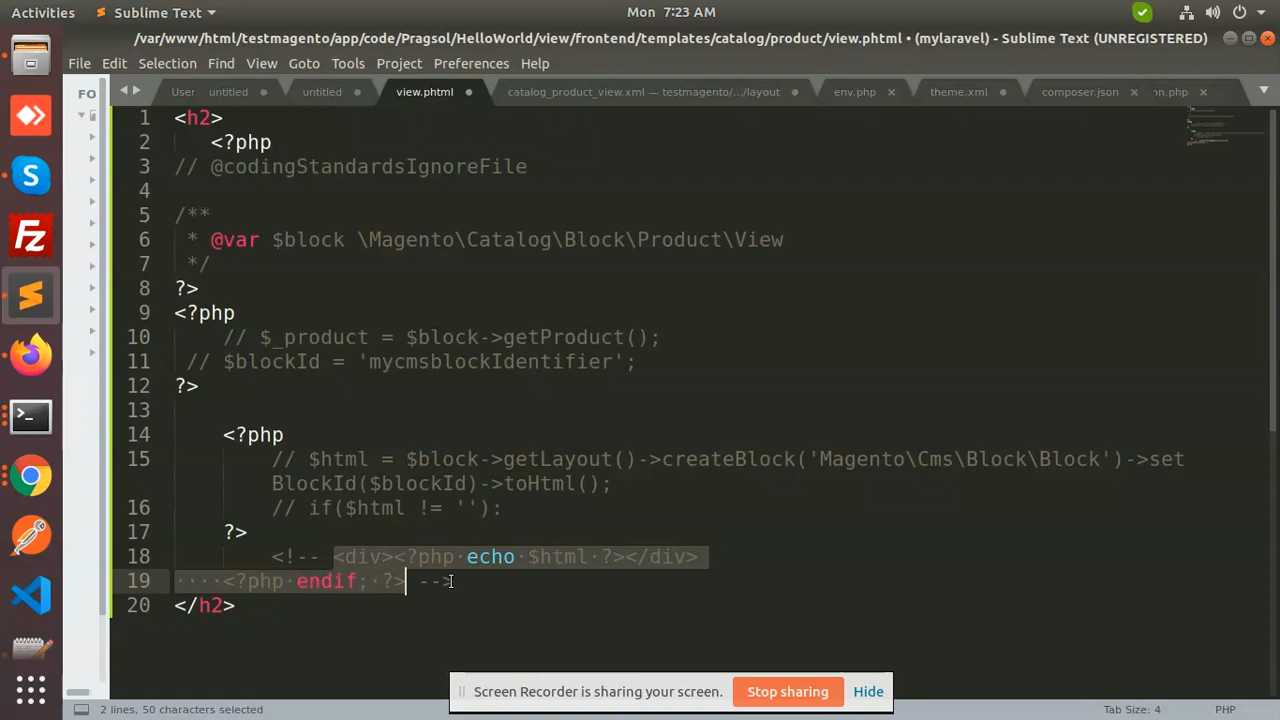 Activities
Sublime Text
Mon 7:23 AM
/var/www/html/testmagento/app/code/Pragsol/HelloWorld/view/frontend/templates/catalog/product/view.phtml • (mylaravel) - Sublime Text (UNREGISTERED)
File Edit Selection Find View Goto Tools Project Preferences Help
FO
User untitled
untitled
view.phtml
catalog_product_view.xml — testmagento/.../layout
env.php
theme.xml
composer.json
n.php
1 <h2>
2 <?php
3 // @codingStandardsIgnoreFile
4
5 /**
6 * @var $block \Magento\Catalog\Block\Product\View
7 */
8 ?>
9 <?php
10 // $_product = $block->getProduct();
11 // $blockId = 'mycmsblockIdentifier';
12 ?>
13
14 <?php
15 // $html = $block->getLayout()->createBlock('Magento\Cms\Block\Block')->set
BlockId($blockId)->toHtml();
16 // if($html != ''):
17 ?>
18 <!-- <div><?php echo $html ?></div>
19 <?php endif; ?> -->
20 </h2>
Screen Recorder is sharing your screen.
Stop sharing
Hide
2 lines, 50 characters selected
Tab Size: 4
PHP